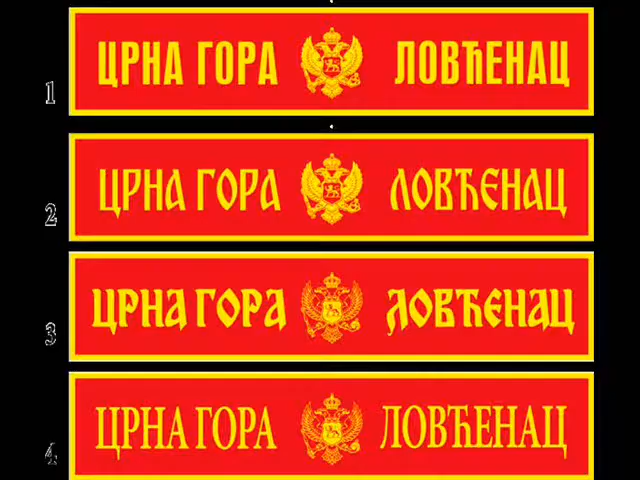 1 ЦРНА ГОРА ЛОВЋЕНАЦ
2 ЦРНА ГОРА ЛОВЋЕНАЦ
3 ЦРНА ГОРА ЛОВЋЕНАЦ
4 ЦРНА ГОРА ЛОВЋЕНАЦ